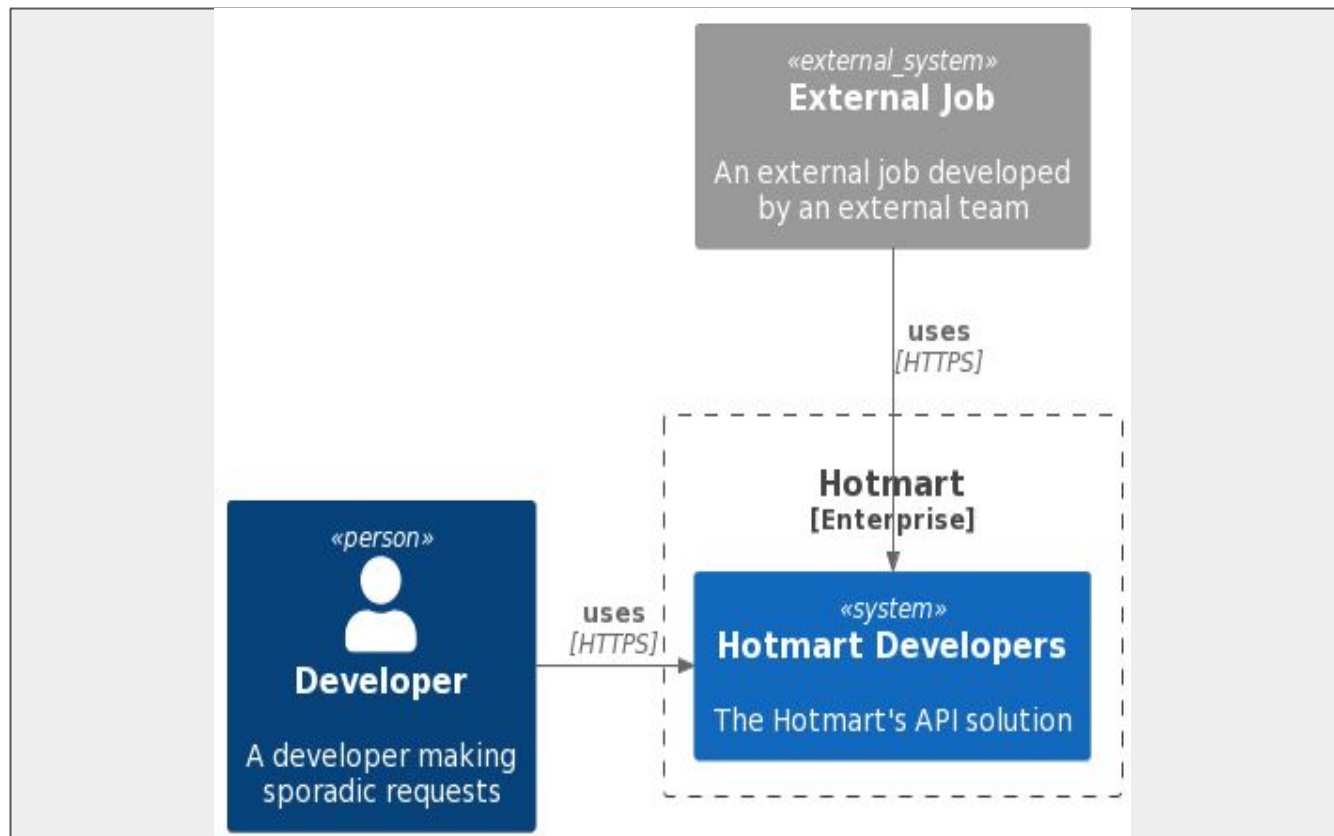 «external_system»
External Job
An external job developed
by an external team
uses
[HTTPS]
Hotmart
[Enterprise]
«person»
Developer
A developer making
sporadic requests
uses
[HTTPS]
«system»
Hotmart Developers
The Hotmart's API solution